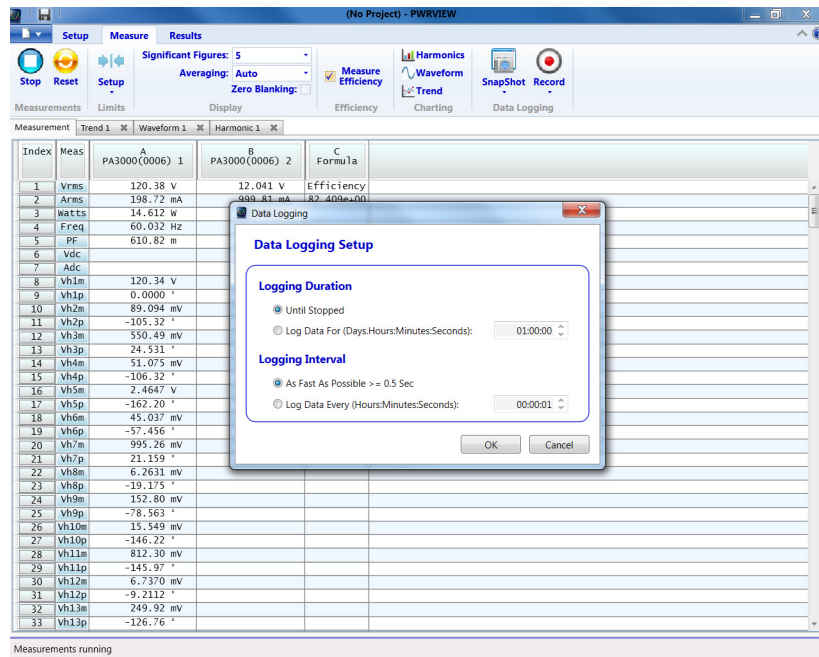 (No Project) - PWRVIEW
Setup Measure Results
Stop Reset Setup
Significant Figures: 5
Averaging: Auto
Zero Blanking:
Measure Efficiency
Harmonics
Waveform
Trend
SnapShot Record
Measurements Limits Display Efficiency Charting Data Logging
Measurement Trend 1 Waveform 1 Harmonic 1
Index Meas A PA3000(0006) 1 B PA3000(0006) 2 C Formula
1 Vrms 120.38 V 12.041 V Efficiency
2 Arms 198.72 mA 999.81 mA 82.409e+00
3 Watts 14.612 W
4 Freq 60.032 Hz
5 PF 610.82 m
6 Vdc
7 Adc
8 Vh1m 120.34 V
9 Vh1p 0.0000 °
10 Vh2m 89.094 mV
11 Vh2p -105.32 °
12 Vh3m 550.49 mV
13 Vh3p 24.531 °
14 Vh4m 51.075 mV
15 Vh4p -106.32 °
16 Vh5m 2.4647 V
17 Vh5p -162.20 °
18 Vh6m 45.037 mV
19 Vh6p -57.456 °
20 Vh7m 995.26 mV
21 Vh7p 21.159 °
22 Vh8m 6.2631 mV
23 Vh8p -19.175 °
24 Vh9m 152.80 mV
25 Vh9p -78.563 °
26 Vh10m 15.549 mV
27 Vh10p -146.22 °
28 Vh11m 812.30 mV
29 Vh11p -145.97 °
30 Vh12m 6.7370 mV
31 Vh12p -9.2112 °
32 Vh13m 249.92 mV
33 Vh13p -126.76 °
Data Logging
Data Logging Setup
Logging Duration
Until Stopped
Log Data For (Days.Hours:Minutes:Seconds): 01:00:00
Logging Interval
As Fast As Possible >= 0.5 Sec
Log Data Every (Hours:Minutes:Seconds): 00:00:01
OK Cancel
Measurements running